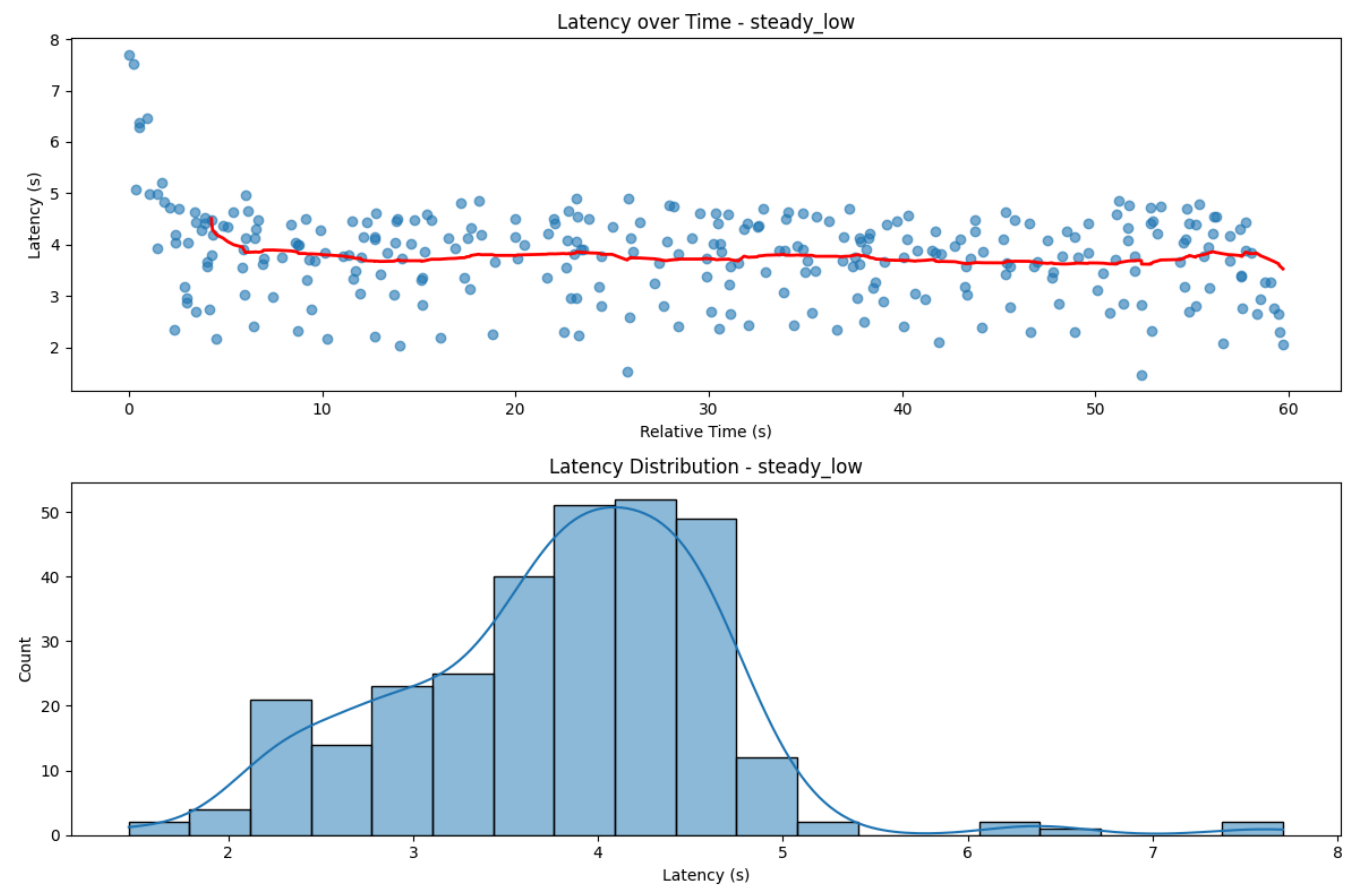 Latency over Time - steady_low
8
7
6
5
4
3
2
Latency (s)
0 10 20 30 40 50 60
Relative Time (s)
Latency Distribution - steady_low
50
40
30
20
10
0
Count
2 3 4 5 6 7 8
Latency (s)